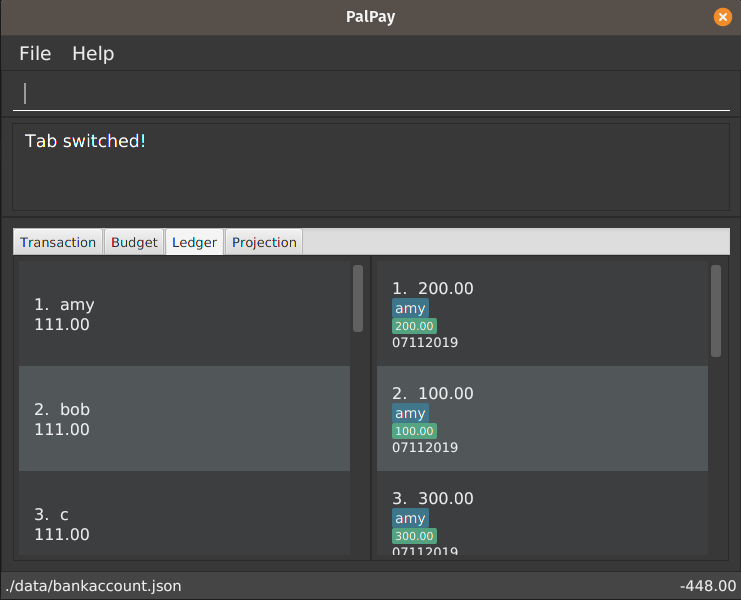 PalPay
File Help
Tab switched!
Transaction Budget Ledger Projection
1. amy
111.00
2. bob
111.00
3. c
111.00
1. 200.00
amy
200.00
07112019
2. 100.00
amy
100.00
07112019
3. 300.00
amy
300.00
07112019
./data/bankaccount.json
-448.00